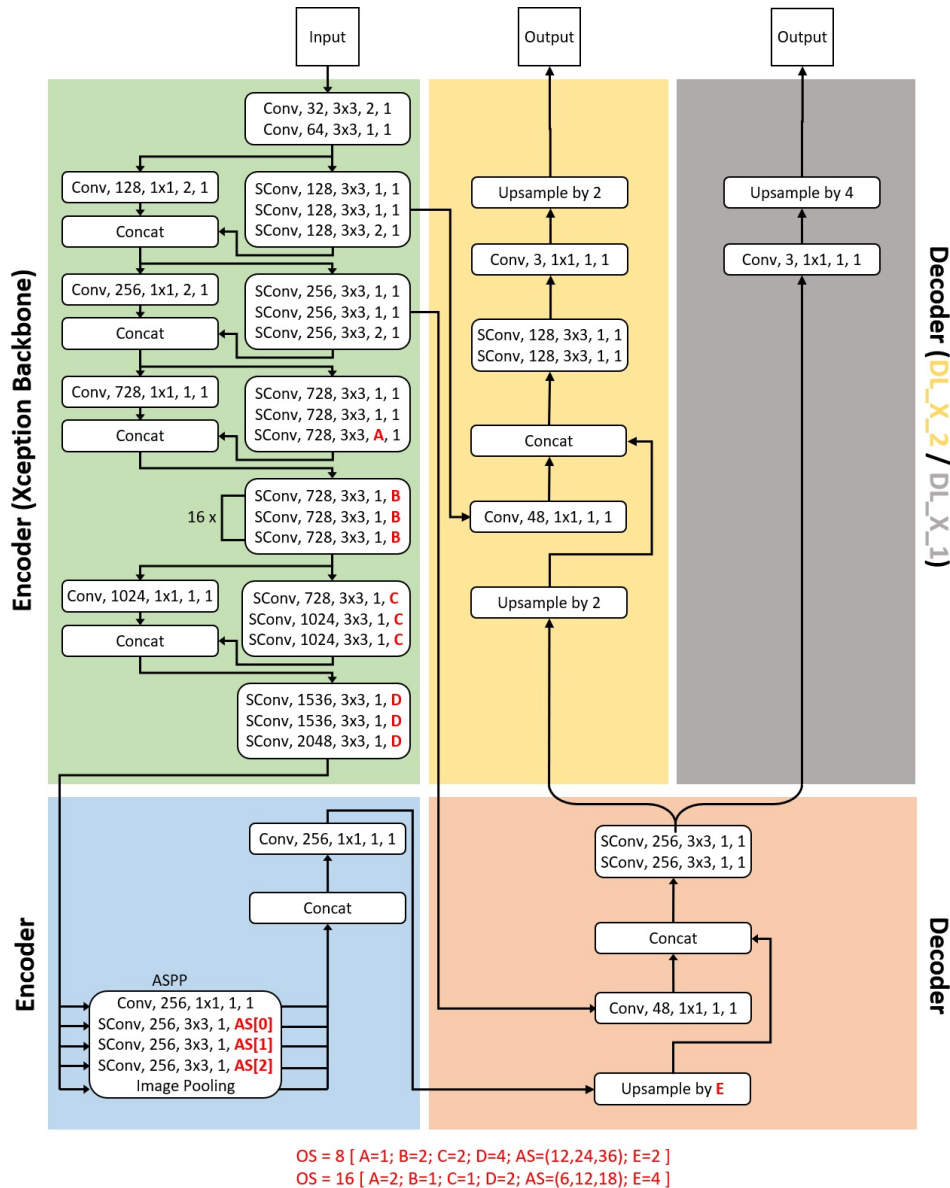 Input
Output
Output
Encoder (Xception Backbone)
Conv, 32, 3x3, 2, 1
Conv, 64, 3x3, 1, 1
Conv, 128, 1x1, 2, 1
Concat
SConv, 128, 3x3, 1, 1
SConv, 128, 3x3, 1, 1
SConv, 128, 3x3, 2, 1
Conv, 256, 1x1, 2, 1
Concat
SConv, 256, 3x3, 1, 1
SConv, 256, 3x3, 1, 1
SConv, 256, 3x3, 2, 1
Conv, 728, 1x1, 1, 1
Concat
SConv, 728, 3x3, 1, 1
SConv, 728, 3x3, 1, 1
SConv, 728, 3x3, A, 1
16 x
SConv, 728, 3x3, 1, B
SConv, 728, 3x3, 1, B
SConv, 728, 3x3, 1, B
Conv, 1024, 1x1, 1, 1
Concat
SConv, 728, 3x3, 1, C
SConv, 1024, 3x3, 1, C
SConv, 1024, 3x3, 1, C
SConv, 1536, 3x3, 1, D
SConv, 1536, 3x3, 1, D
SConv, 2048, 3x3, 1, D
Upsample by 2
Conv, 3, 1x1, 1, 1
SConv, 128, 3x3, 1, 1
SConv, 128, 3x3, 1, 1
Concat
Conv, 48, 1x1, 1, 1
Upsample by 2
Upsample by 4
Conv, 3, 1x1, 1, 1
Decoder (DL_X_2 / DL_X_1)
Encoder
Conv, 256, 1x1, 1, 1
Concat
ASPP
Conv, 256, 1x1, 1, 1
SConv, 256, 3x3, 1, AS[0]
SConv, 256, 3x3, 1, AS[1]
SConv, 256, 3x3, 1, AS[2]
Image Pooling
SConv, 256, 3x3, 1, 1
SConv, 256, 3x3, 1, 1
Concat
Conv, 48, 1x1, 1, 1
Upsample by E
Decoder
OS = 8 [ A=1; B=2; C=2; D=4; AS=(12,24,36); E=2 ]
OS = 16 [ A=2; B=1; C=1; D=2; AS=(6,12,18); E=4 ]